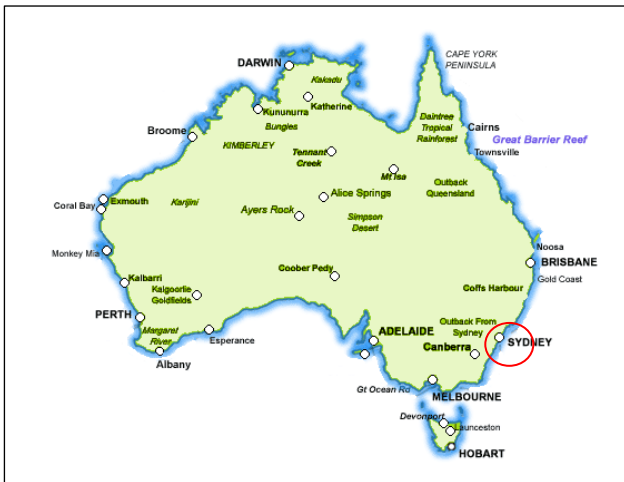 CAPE YORK
PENINSULA
DARWIN
Kakadu
Katherine
Kununurra
Bungles
Daintree
Tropical
Rainforest
Cairns
Great Barrier Reef
Broome
KIMBERLEY
Tennant
Creek
Townsville
Mt Isa
Outback
Queensland
Exmouth
Coral Bay
Karijini
Alice Springs
Ayers Rock
Simpson
Desert
Monkey Mia
Noosa
BRISBANE
Coober Pedy
Gold Coast
Kalbarri
Kalgoorlie
Goldfields
Coffs Harbour
PERTH
Margaret
River
Esperance
Albany
ADELAIDE
Outback From
Sydney
SYDNEY
Canberra
Gt Ocean Rd
MELBOURNE
Devonport
Launceston
HOBART